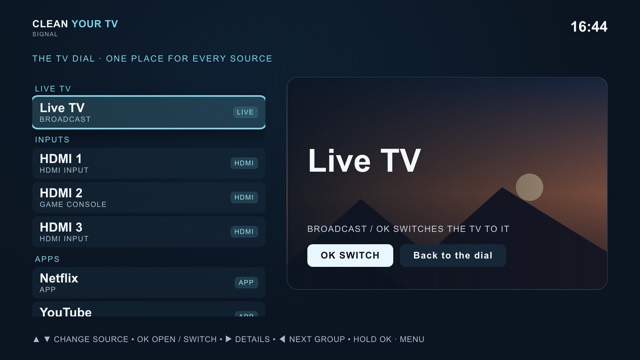 CLEAN YOUR TV
SIGNAL
16:44
THE TV DIAL · ONE PLACE FOR EVERY SOURCE
LIVE TV
Live TV
BROADCAST
LIVE
INPUTS
HDMI 1
HDMI INPUT
HDMI
HDMI 2
GAME CONSOLE
HDMI
HDMI 3
HDMI INPUT
HDMI
APPS
Netflix
APP
APP
YouTube
APP
Live TV
BROADCAST / OK SWITCHES THE TV TO IT
OK SWITCH
Back to the dial
▲ ▼ CHANGE SOURCE • OK OPEN / SWITCH • ▶ DETAILS • ◀ NEXT GROUP • HOLD OK · MENU